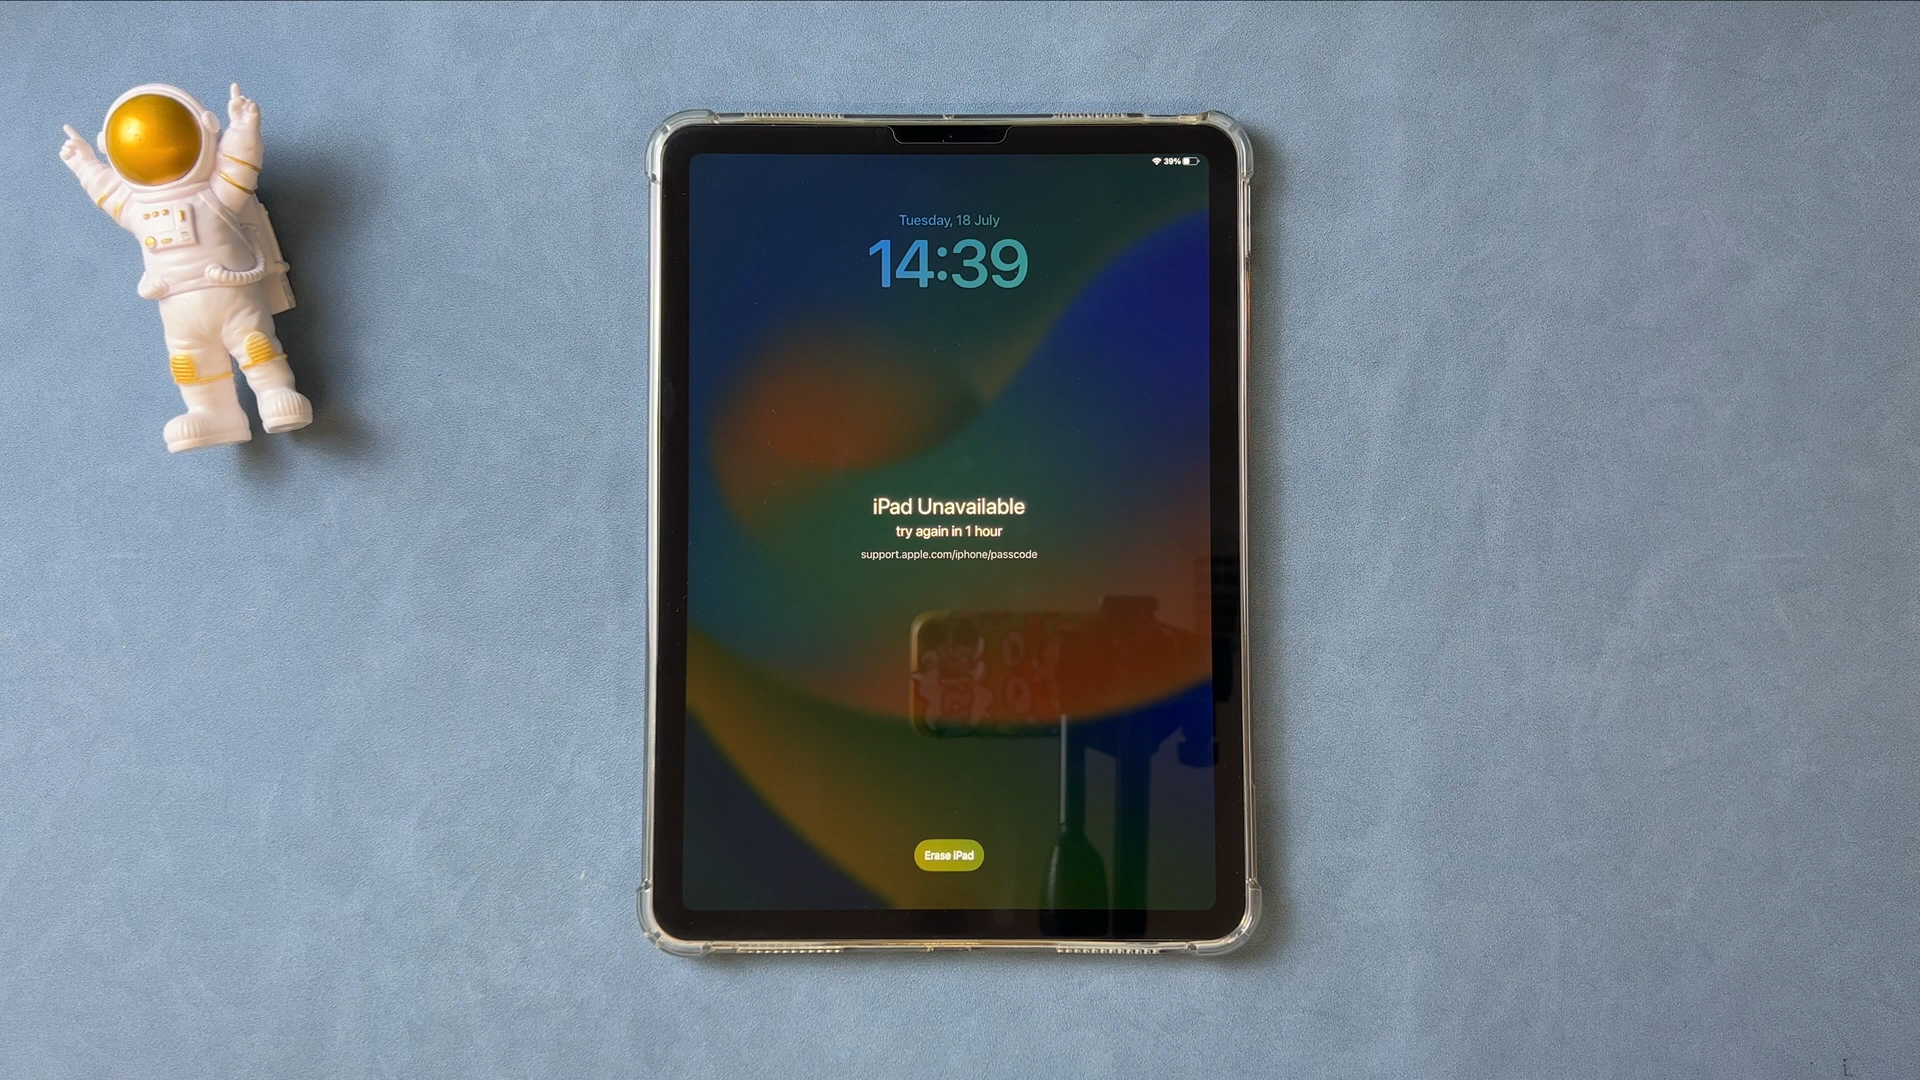 39%
Tuesday, 18 July
14:39
iPad Unavailable
try again in 1 hour
support.apple.com/iphone/passcode
Erase iPad